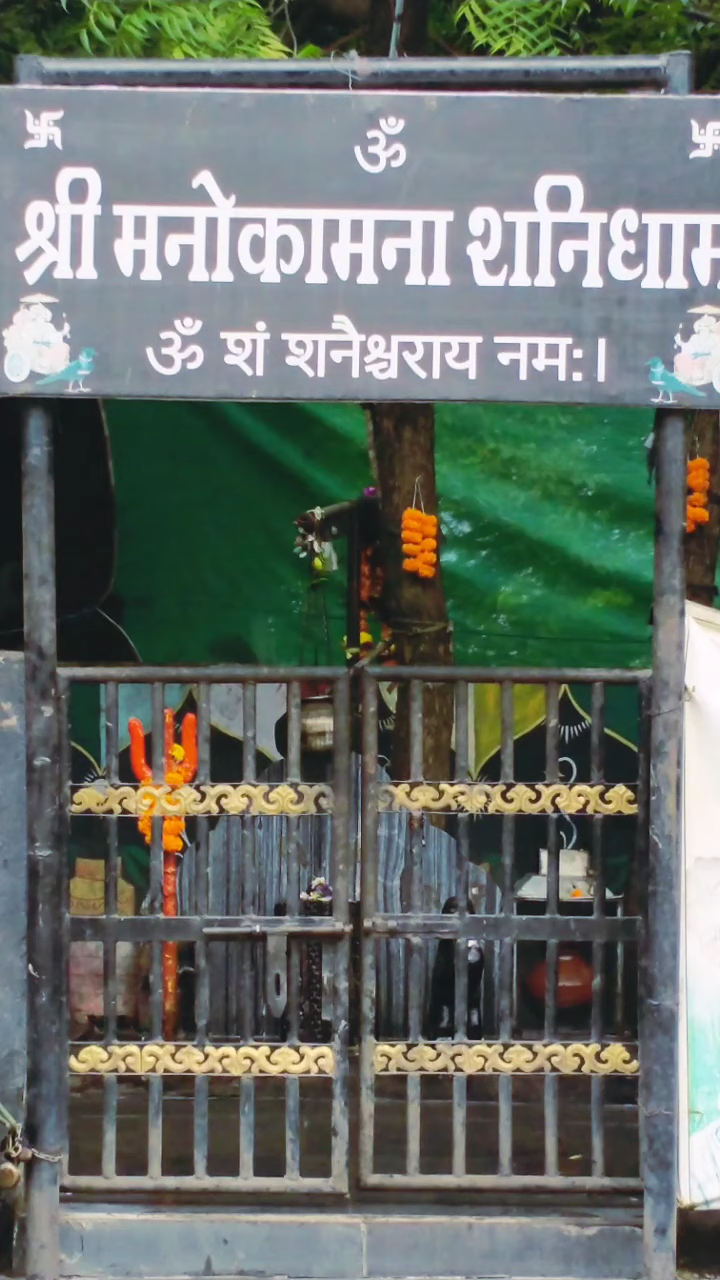 ॐ
श्री मनोकामना शनिधाम
ॐ शं शनैश्चराय नमः।